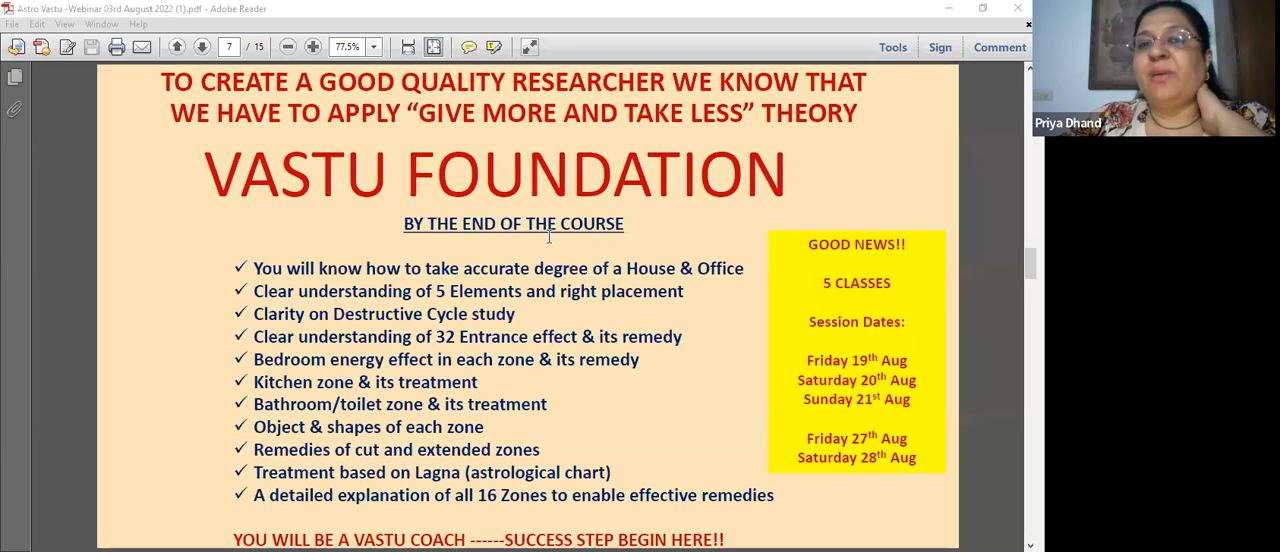 Astro Vastu -Webinar 03rd August 2022 (1).pdf - Adobe Reader
File Edit View Window Help
7 / 15 77.5% Tools Sign Comment
TO CREATE A GOOD QUALITY RESEARCHER WE KNOW THAT
WE HAVE TO APPLY “GIVE MORE AND TAKE LESS” THEORY
VASTU FOUNDATION
BY THE END OF THE COURSE
✓ You will know how to take accurate degree of a House & Office
✓ Clear understanding of 5 Elements and right placement
✓ Clarity on Destructive Cycle study
✓ Clear understanding of 32 Entrance effect & its remedy
✓ Bedroom energy effect in each zone & its remedy
✓ Kitchen zone & its treatment
✓ Bathroom/toilet zone & its treatment
✓ Object & shapes of each zone
✓ Remedies of cut and extended zones
✓ Treatment based on Lagna (astrological chart)
✓ A detailed explanation of all 16 Zones to enable effective remedies
YOU WILL BE A VASTU COACH ------SUCCESS STEP BEGIN HERE!!
GOOD NEWS!!
5 CLASSES
Session Dates:
Friday 19th Aug
Saturday 20th Aug
Sunday 21st Aug
Friday 27th Aug
Saturday 28th Aug
Priya Dhand